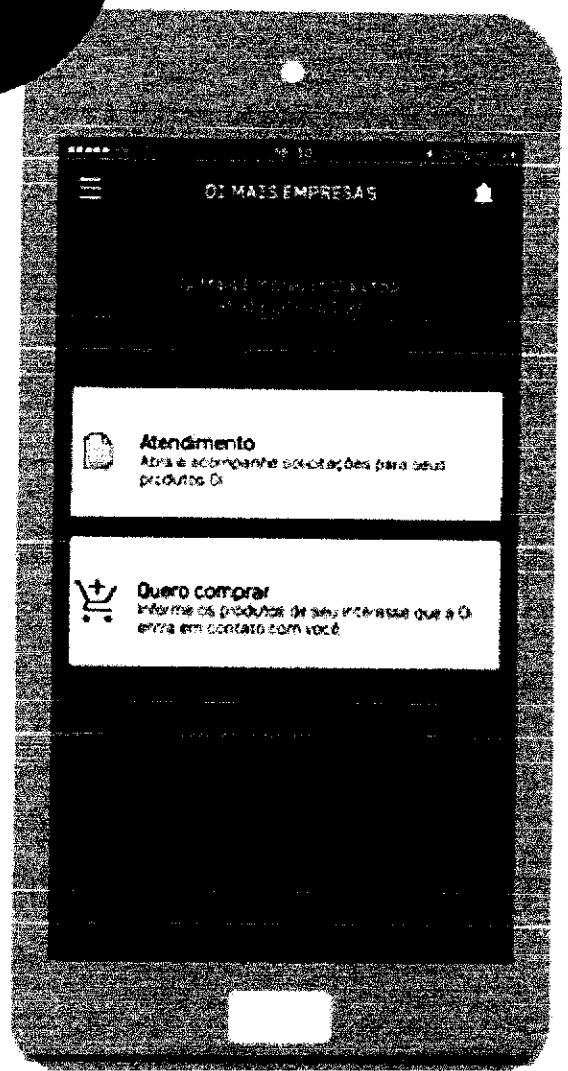 OI MAIS EMPRESAS
Atendimento
Abra e acompanhe solicitações para seus
produtos Oi
Quero comprar
Informe os produtos de seu interesse que a Oi
entra em contato com você